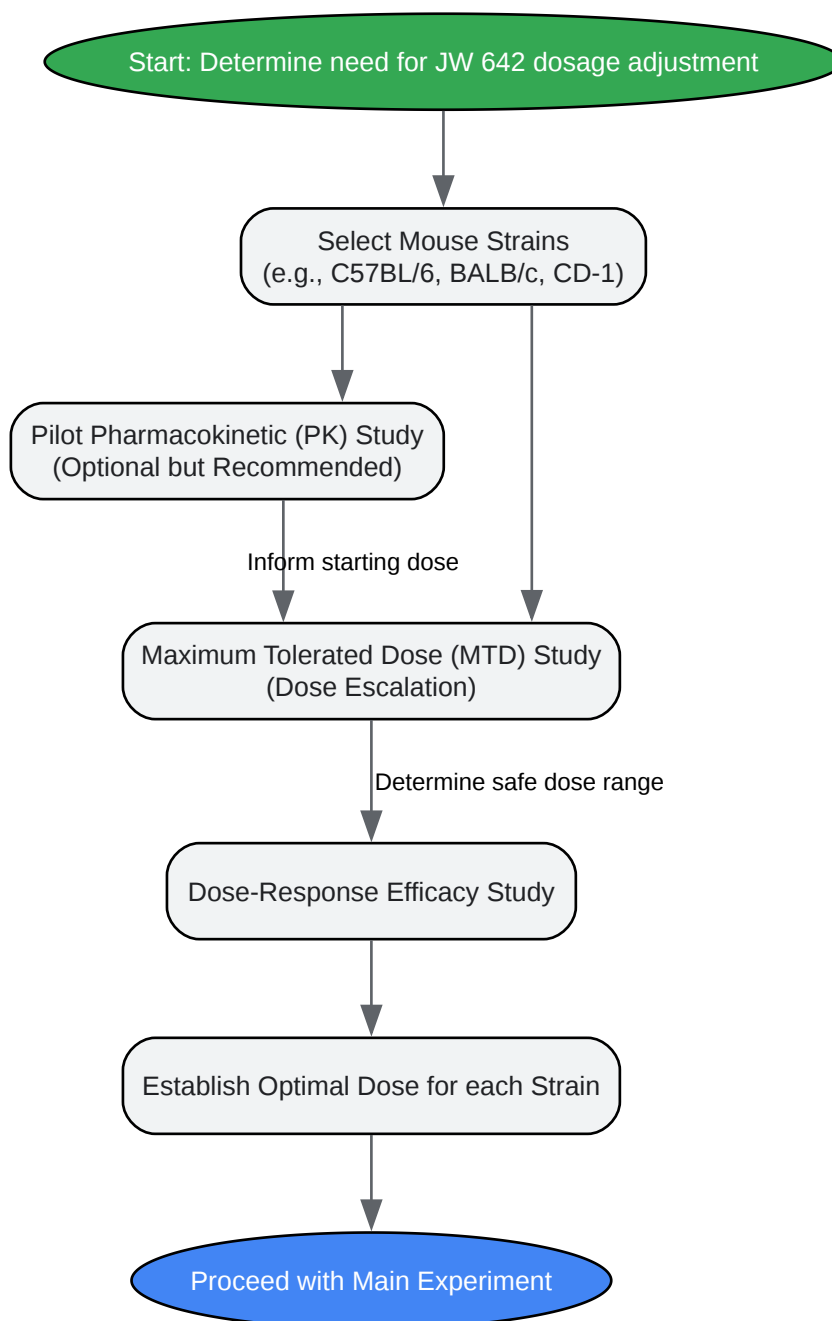 Start: Determine need for JW 642 dosage adjustment
Select Mouse Strains
(e.g., C57BL/6, BALB/c, CD-1)
Pilot Pharmacokinetic (PK) Study
(Optional but Recommended)
Inform starting dose
Maximum Tolerated Dose (MTD) Study
(Dose Escalation)
Determine safe dose range
Dose-Response Efficacy Study
Establish Optimal Dose for each Strain
Proceed with Main Experiment